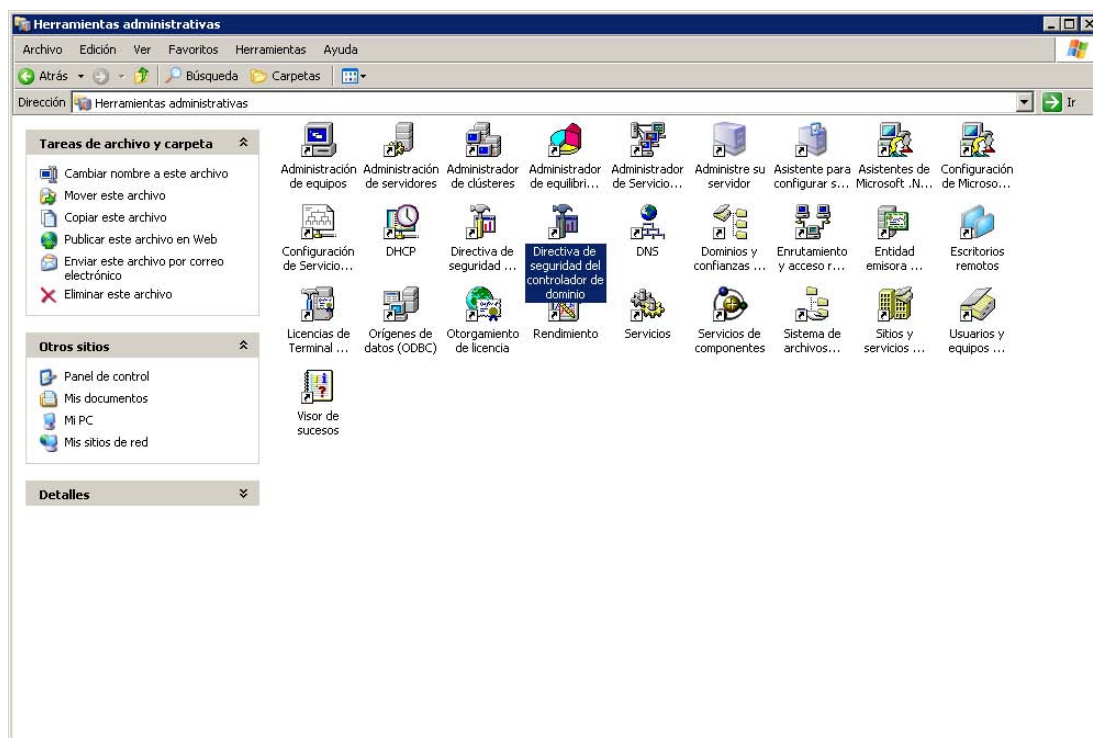 Herramientas administrativas
Archivo Edición Ver Favoritos Herramientas Ayuda
Atrás Búsqueda Carpetas
Dirección Herramientas administrativas Ir
Tareas de archivo y carpeta
Cambiar nombre a este archivo
Mover este archivo
Copiar este archivo
Publicar este archivo en Web
Enviar este archivo por correo
electrónico
Eliminar este archivo
Otros sitios
Panel de control
Mis documentos
Mi PC
Mis sitios de red
Detalles
Administración
de equipos
Administración
de servidores
Administrador
de clústeres
Administrador
de equilibri...
Administrador
de Servicio...
Administre su
servidor
Asistente para
configurar s...
Asistentes de
Microsoft .N...
Configuración
de Microso...
Configuración
de Servicio...
DHCP
Directiva de
seguridad ...
Directiva de
seguridad del
controlador de
dominio
DNS
Dominios y
confianzas ...
Enrutamiento
y acceso r...
Entidad
emisora ...
Escritorios
remotos
Licencias de
Terminal ...
Orígenes de
datos (ODBC)
Otorgamiento
de licencia
Rendimiento
Servicios
Servicios de
componentes
Sistema de
archivos...
Sitios y
servicios ...
Usuarios y
equipos ...
Visor de
sucesos